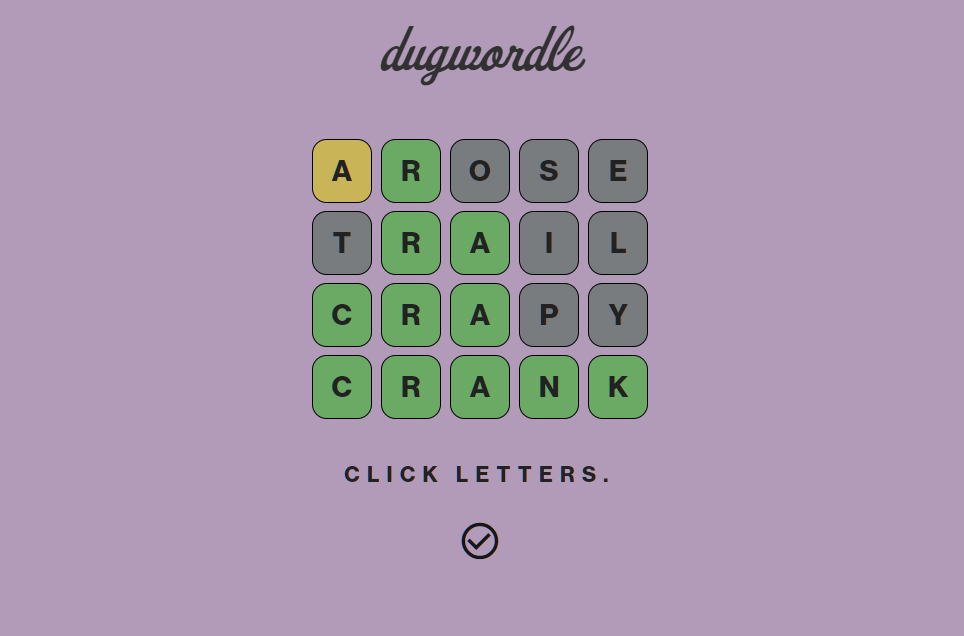 dugwordle
A R O S E
T R A I L
C R A P Y
C R A N K
CLICK LETTERS.